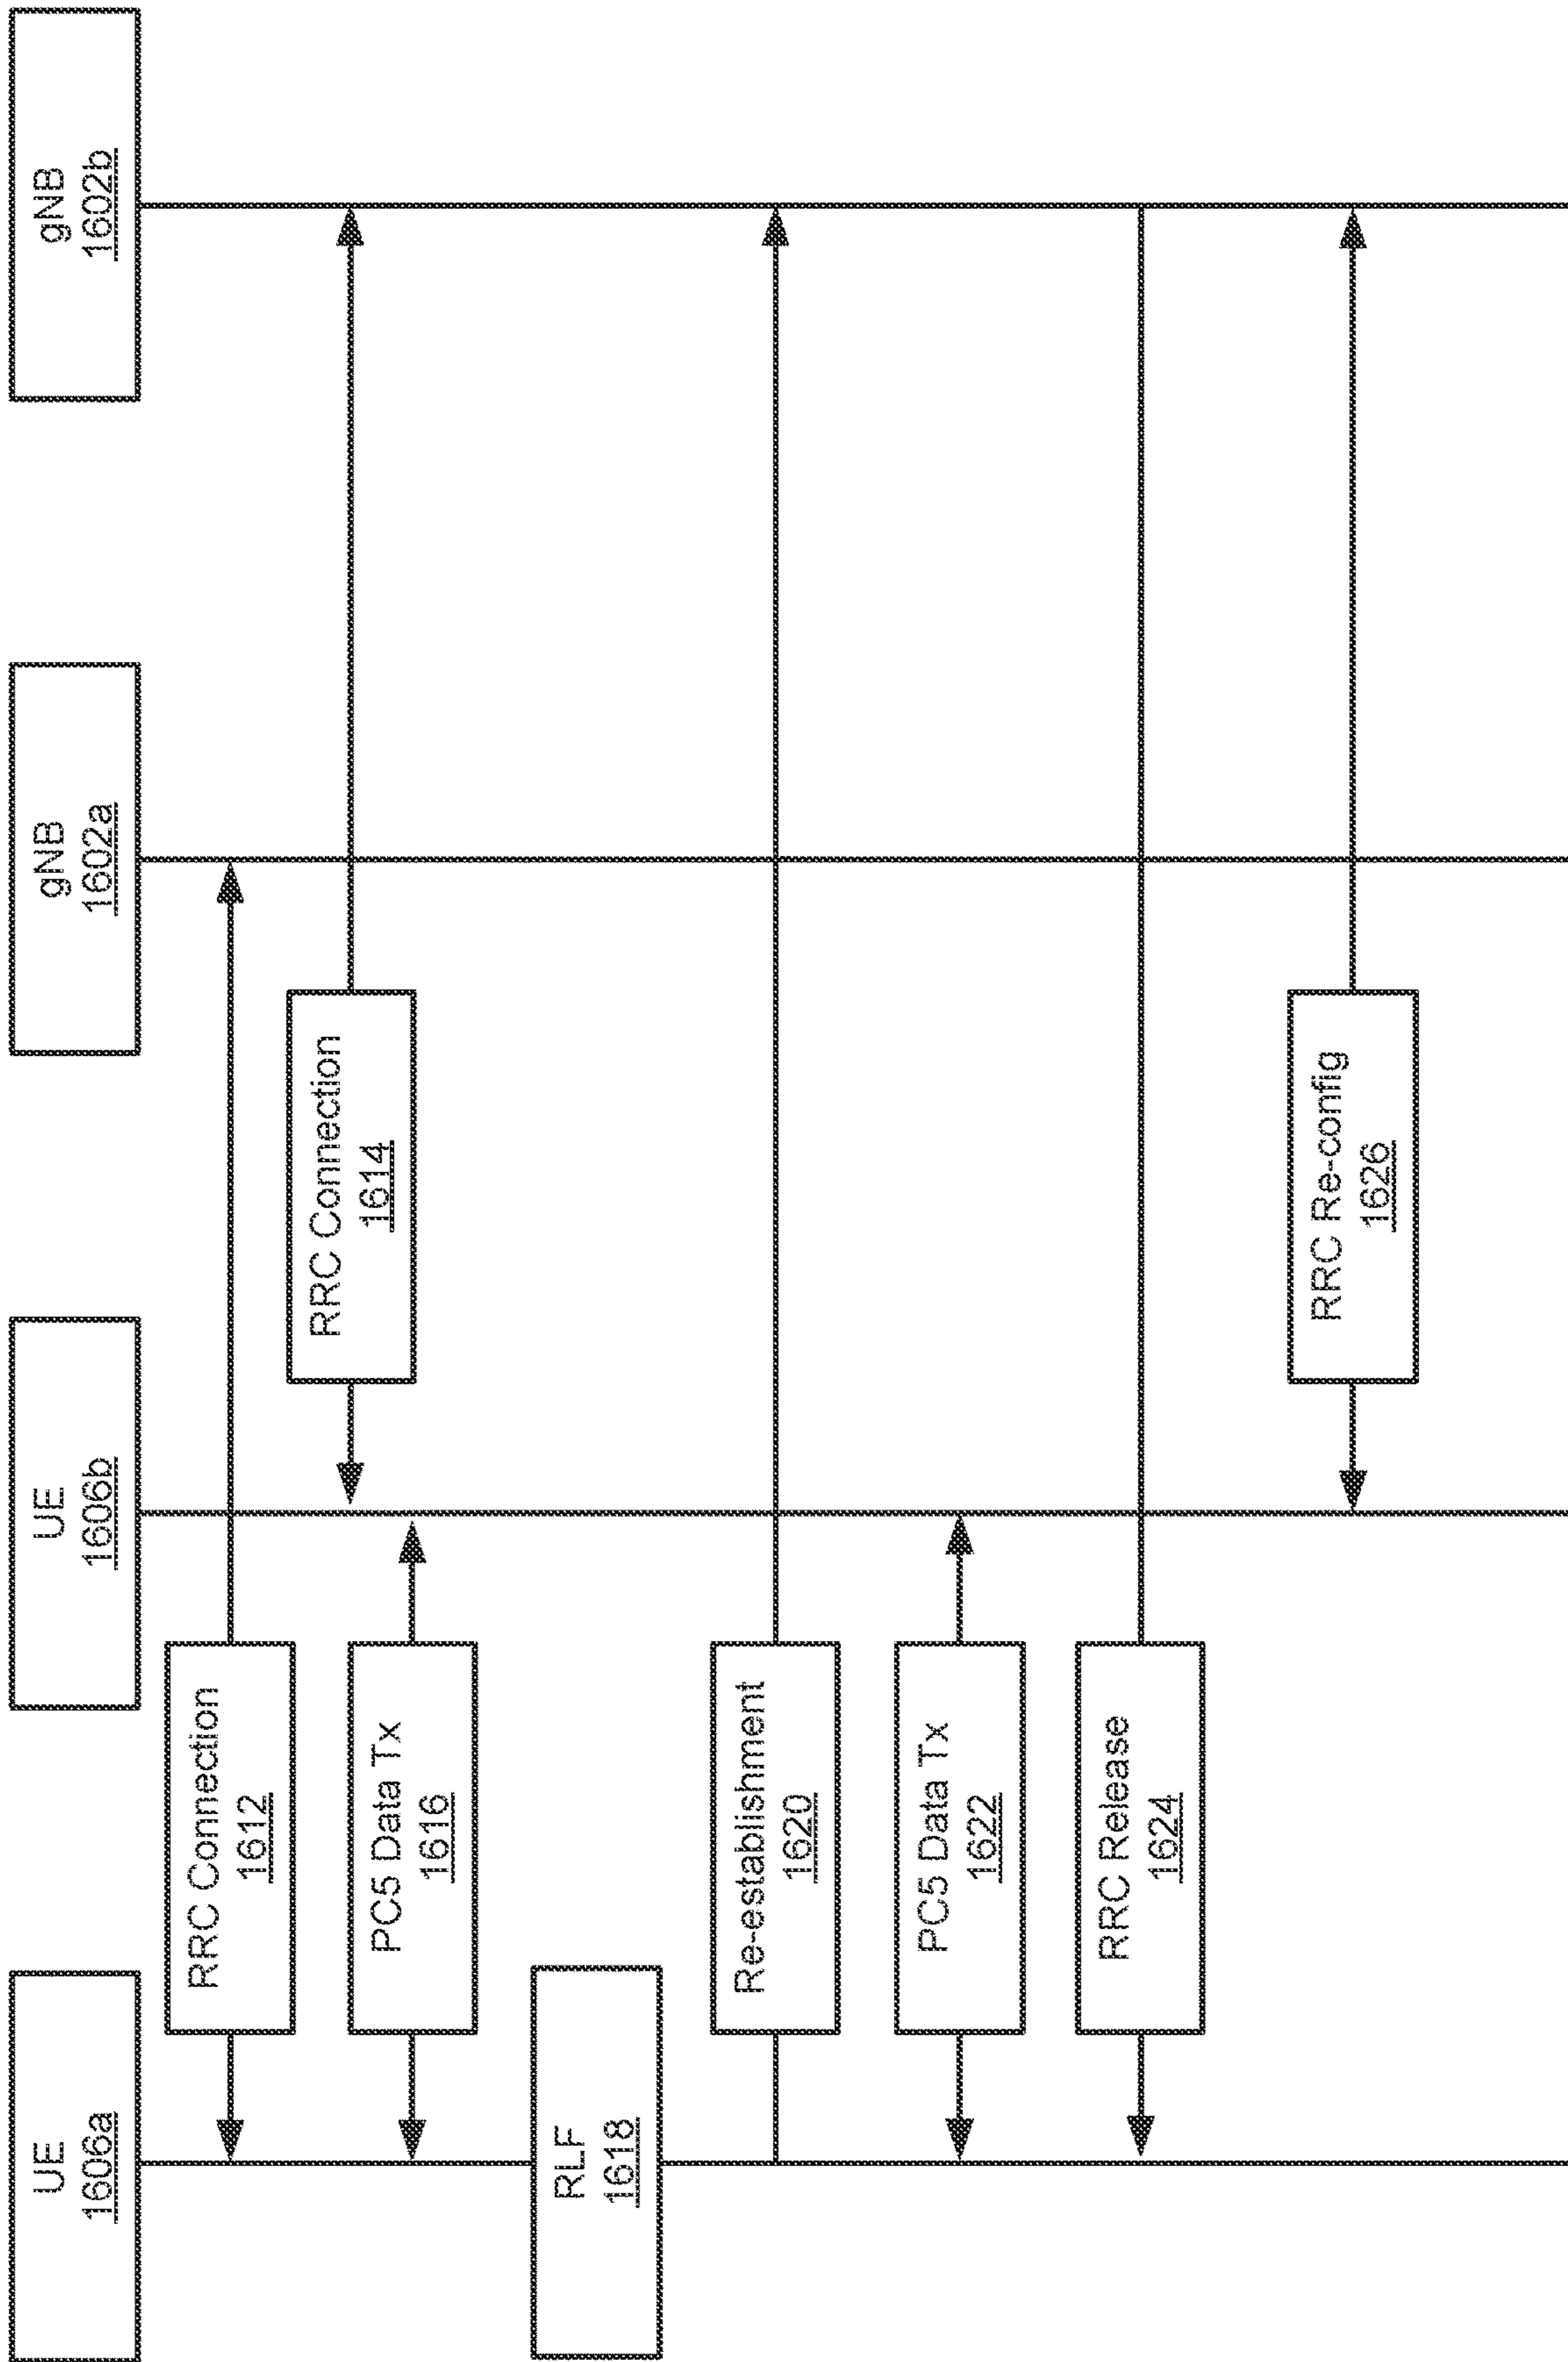 UE
1606a
UE
1606b
gNB
1602a
gNB
1602b
RRC Connection
1612
RRC Connection
1614
PC5 Data Tx
1616
RLF
1618
Re-establishment
1620
PC5 Data Tx
1622
RRC Release
1624
RRC Re-config
1626